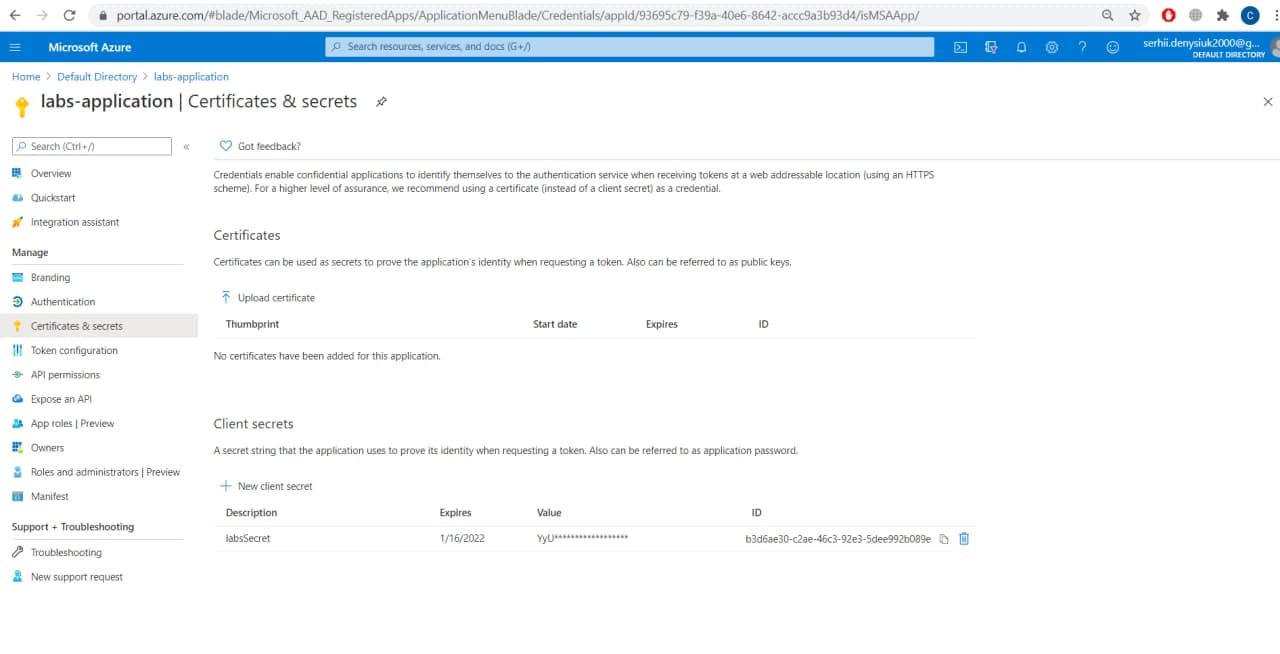 portal.azure.com/#blade/Microsoft_AAD_RegisteredApps/ApplicationMenuBlade/Credentials/appId/93695c79-f39a-40e6-8642-accc9a3b93d4/isMSAApp/
C
Microsoft Azure
Search resources, services, and docs (G+/)
serhii.denysiuk2000@g...
DEFAULT DIRECTORY
Home > Default Directory > labs-application
labs-application | Certificates & secrets
Search (Ctrl+/)
«
Overview
Quickstart
Integration assistant
Manage
Branding
Authentication
Certificates & secrets
Token configuration
API permissions
Expose an API
App roles | Preview
Owners
Roles and administrators | Preview
Manifest
Support + Troubleshooting
Troubleshooting
New support request
Got feedback?
Credentials enable confidential applications to identify themselves to the authentication service when receiving tokens at a web addressable location (using an HTTPS
scheme). For a higher level of assurance, we recommend using a certificate (instead of a client secret) as a credential.
Certificates
Certificates can be used as secrets to prove the application's identity when requesting a token. Also can be referred to as public keys.
Upload certificate
Thumbprint Start date Expires ID
No certificates have been added for this application.
Client secrets
A secret string that the application uses to prove its identity when requesting a token. Also can be referred to as application password.
New client secret
Description Expires Value ID
labsSecret 1/16/2022 YyU****************** b3d6ae30-c2ae-46c3-92e3-5dee992b089e